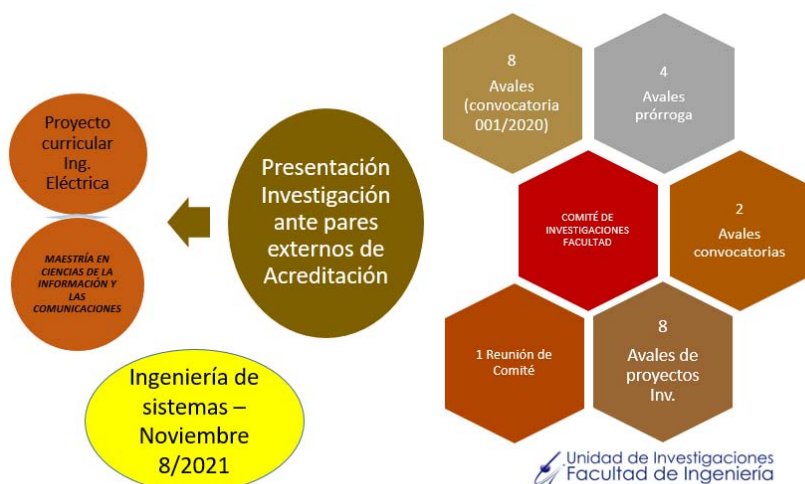 Proyecto
curricular
Ing.
Eléctrica
MAESTRÍA EN
CIENCIAS DE LA
INFORMACIÓN Y
LAS
COMUNICACIONES
Presentación
Investigación
ante pares
externos de
Acreditación
Ingeniería de
sistemas –
Noviembre
8/2021
8
Avales
(convocatoria
001/2020)
4
Avales
prórroga
COMITÉ DE
INVESTIGACIONES
FACULTAD
2
Avales
convocatorias
1 Reunión de
Comité
8
Avales de
proyectos
Inv.
Unidad de Investigaciones
Facultad de Ingeniería